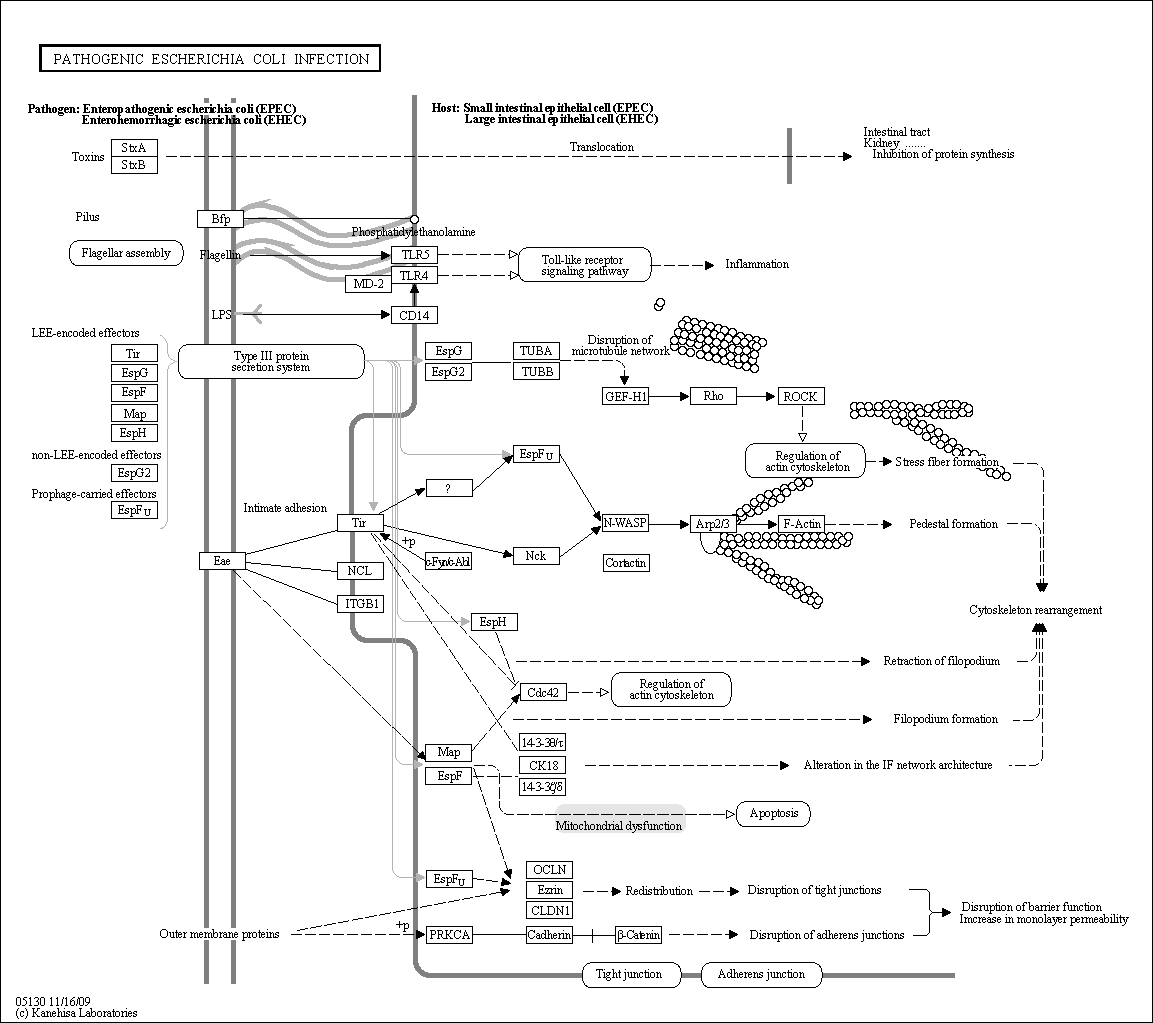 PATHOGENIC ESCHERICHIA COLI INFECTION
Pathogen: Enteropathogenic escherichia coli (EPEC)
Enterohemorrhagic escherichia coli (EHEC)
Host: Small intestinal epithelial cell (EPEC)
Large intestinal epithelial cell (EHEC)
Toxins
StxA
StxB
Translocation
Intestinal tract
Kidney .......
Inhibition of protein synthesis
Pilus
Bfp
Phosphatidylethanolamine
Flagellar assembly
Flagellin
TLR5
TLR4
MD-2
Toll-like receptor
signaling pathway
Inflammation
LPS
CD14
LEE-encoded effectors
Tir
EspG
EspF
Map
EspH
non-LEE-encoded effectors
EspG2
Prophage-carried effectors
EspFU
Type III protein
secretion system
EspG
EspG2
TUBA
TUBB
Disruption of
microtubule network
GEF-H1
Rho
ROCK
Regulation of
actin cytoskeleton
Stress fiber formation
EspFU
?
Intimate adhesion
Tir
+p
c-Fyn/c-Abl
Nck
N-WASP
Cortactin
Arp2/3
F-Actin
Pedestal formation
Eae
NCL
ITGB1
Cytoskeleton rearrangement
EspH
Retraction of filopodium
Cdc42
Regulation of
actin cytoskeleton
Filopodium formation
Map
EspF
14-3-3θ/τ
CK18
14-3-3ζ/δ
Alteration in the IF network architecture
Mitochondrial dysfunction
Apoptosis
EspFU
OCLN
Ezrin
CLDN1
Redistribution
Disruption of tight junctions
Disruption of barrier function
Increase in monolayer permeability
Outer membrane proteins
+p
PRKCA
Cadherin
β-Catenin
Disruption of adherens junctions
Tight junction
Adherens junction
05130 11/16/09
(c) Kanehisa Laboratories